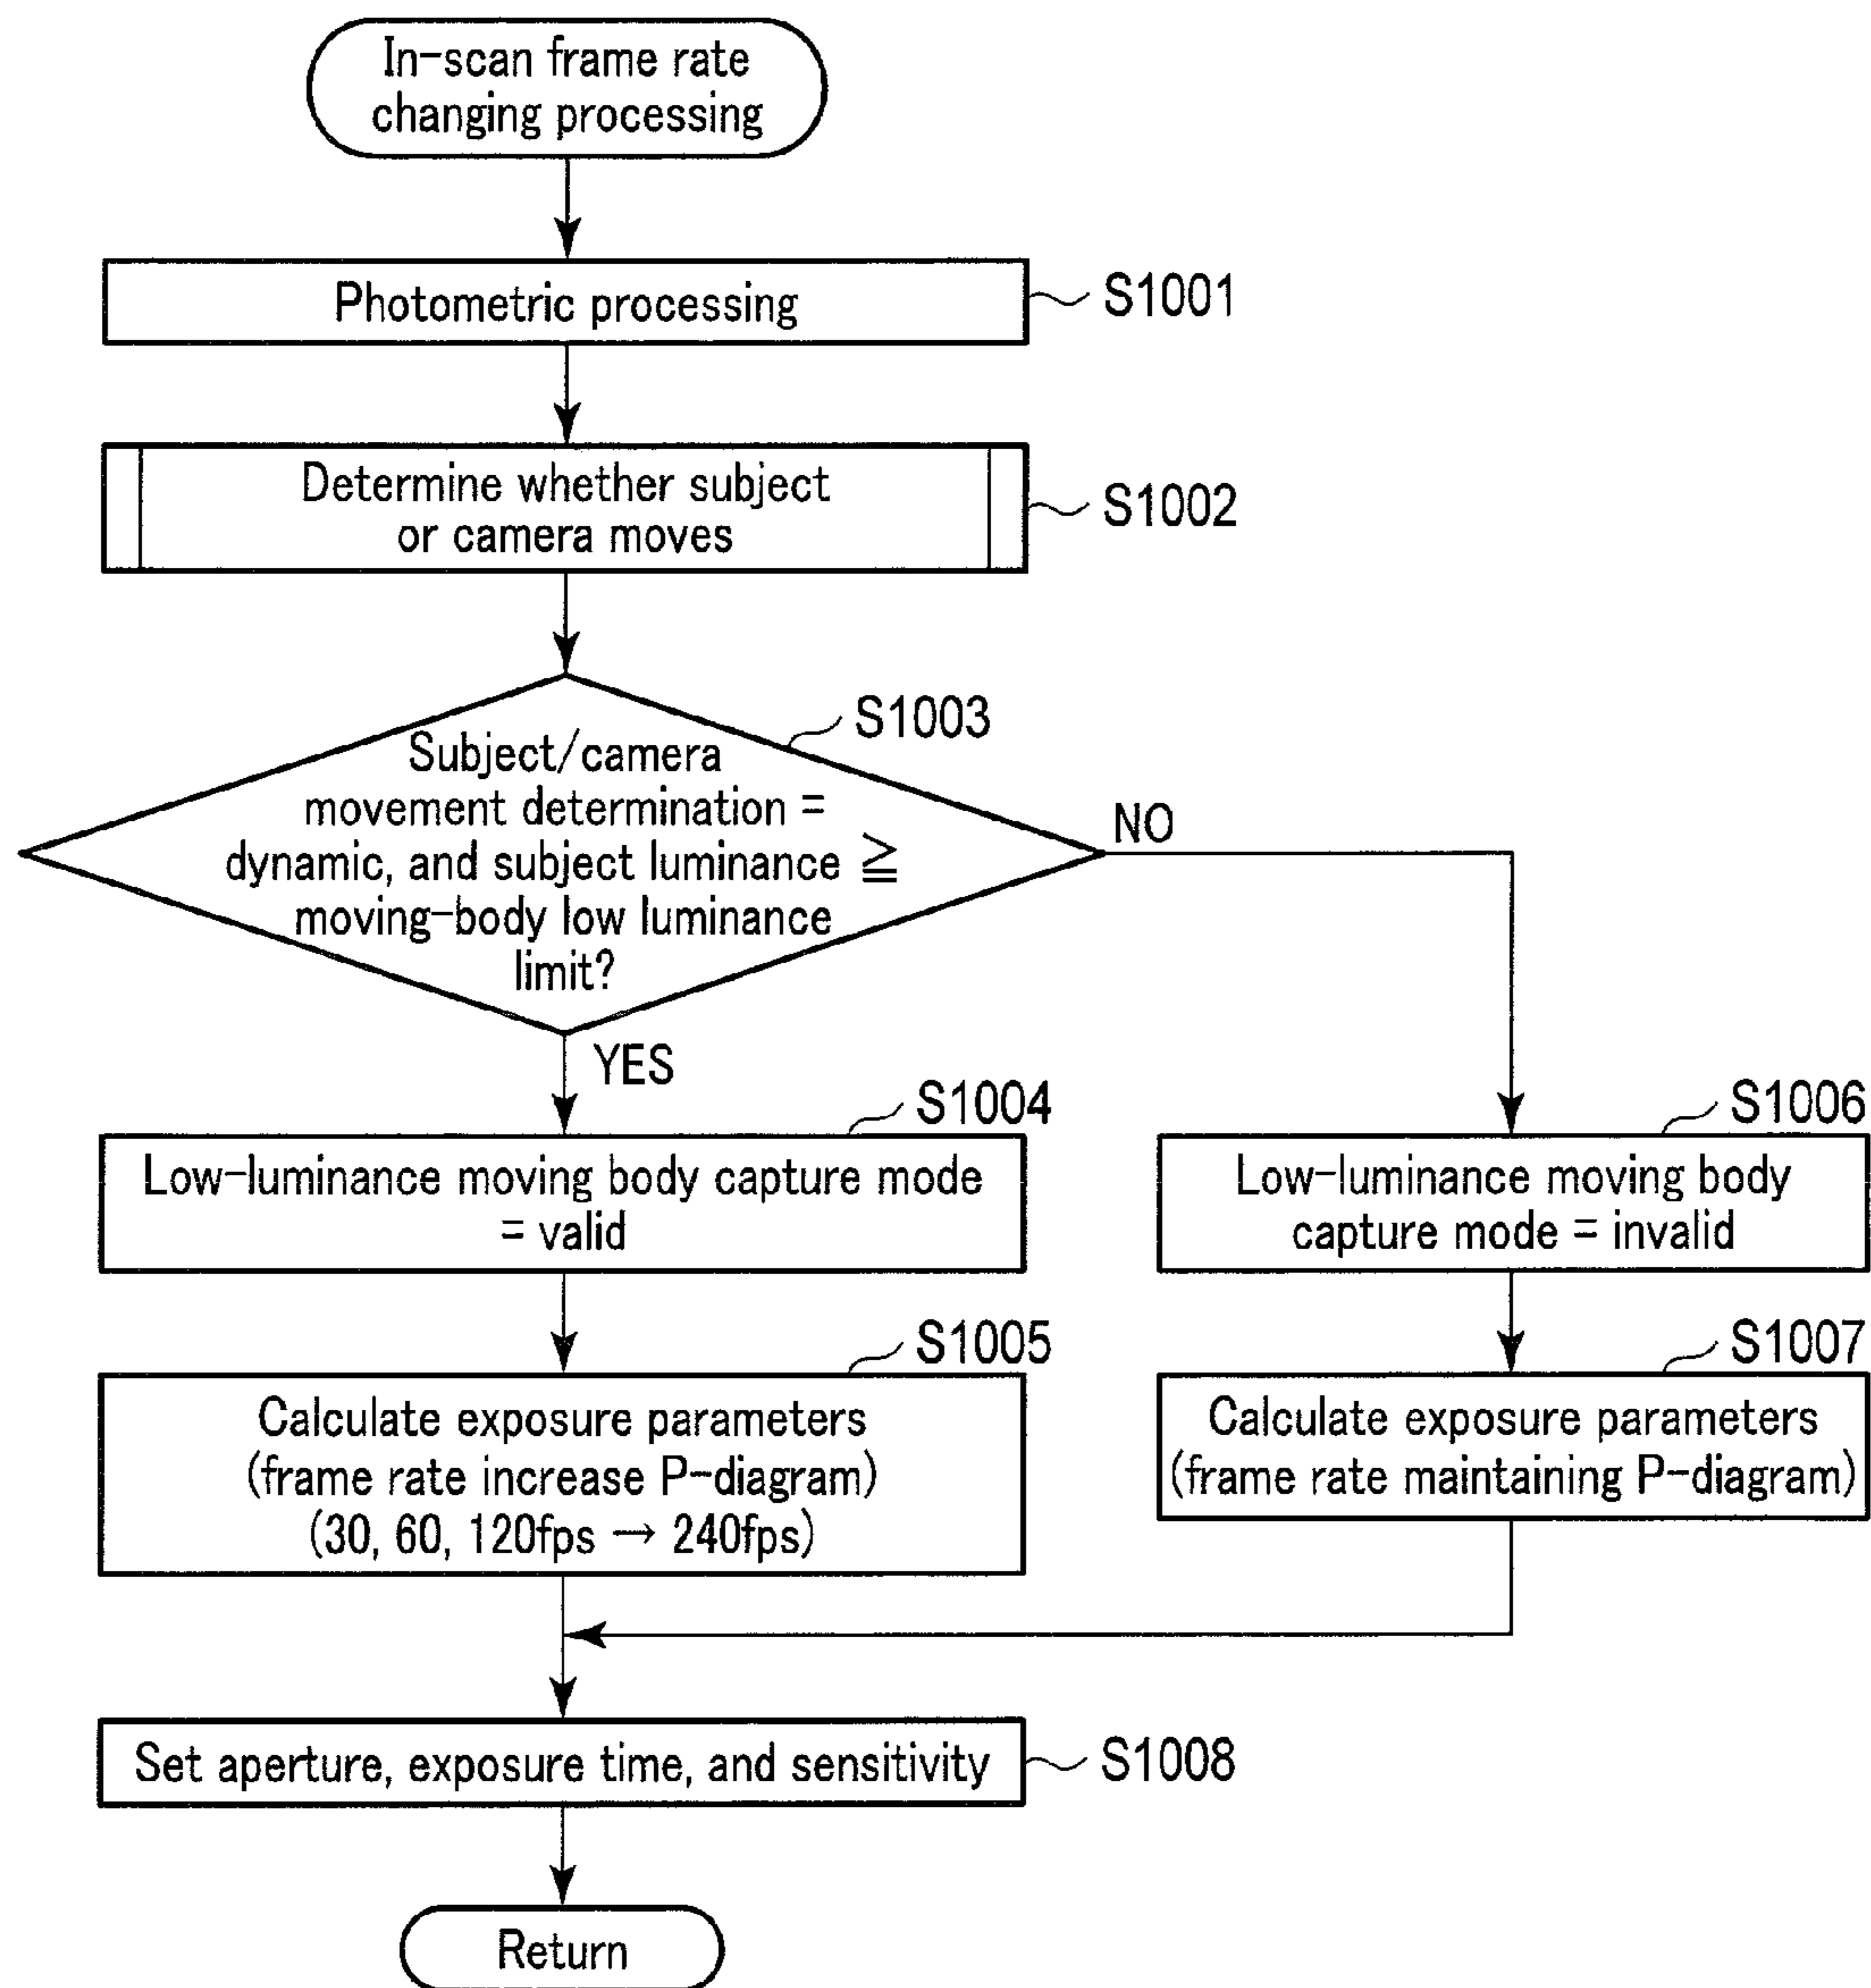 In-scan frame rate
changing processing
Photometric processing
S1001
Determine whether subject
or camera moves
S1002
S1003
Subject/camera
movement determination =
dynamic, and subject luminance ≧
moving-body low luminance
limit?
NO
YES
S1004
Low-luminance moving body capture mode
= valid
S1006
Low-luminance moving body
capture mode = invalid
S1005
Calculate exposure parameters
(frame rate increase P-diagram)
(30, 60, 120fps → 240fps)
S1007
Calculate exposure parameters
(frame rate maintaining P-diagram)
Set aperture, exposure time, and sensitivity
S1008
Return